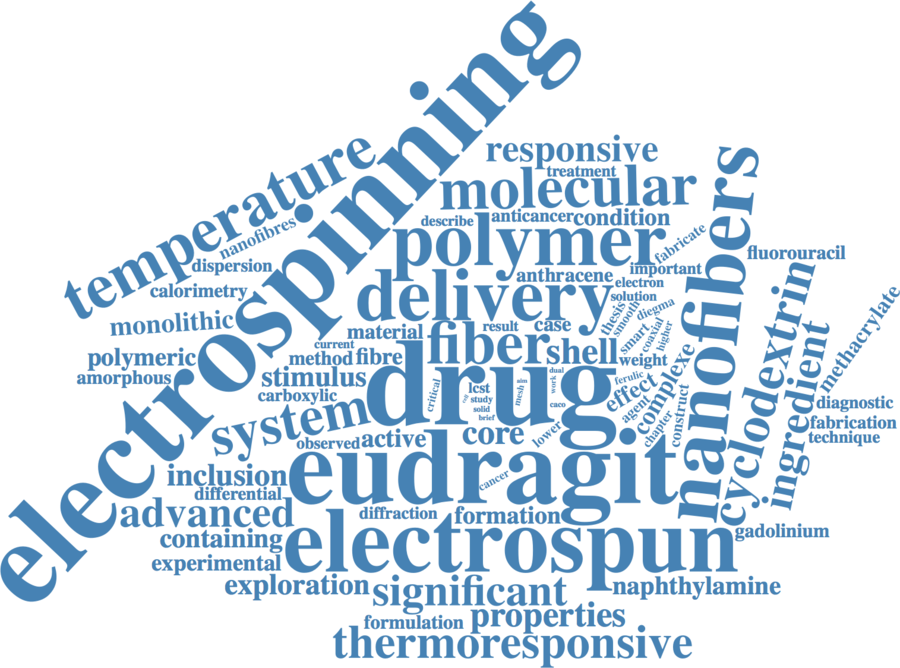 electrospinning
temperature
nanofibres
dispersion
calorimetry
monolithic
polymeric
amorphous
responsive
treatment
molecular
describe
anticancer
condition
polymer
fabricate
fluorouracil
anthracene
important
electron
delivery
solution
thesis
smooth
diegma
smart
coaxial
higher
material
result
case
current
method
fibre
fiber
shell
weight
stimulus
carboxylic
drug
critical
lcst
study
solid
brief
mesh
dual
work
caco
ferulic
effect
agent
complexe
chapter
construct
nanofibers
cyclodextrin
ingredient
methacrylate
diagnostic
fabrication
technique
system
observed
active
core
lower
inclusion
differential
eudragit
cancer
advanced
diffraction
formation
containing
electrospun
gadolinium
experimental
exploration
significant
naphthylamine
formulation
properties
thermoresponsive